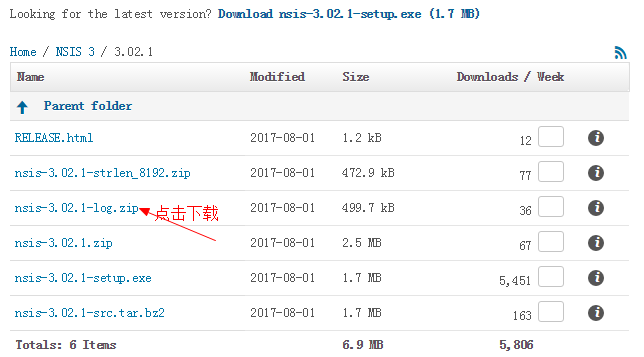 Looking for the latest version? Download nsis-3.02.1-setup.exe (1.7 MB)
Home / NSIS 3 / 3.02.1
Name Modified Size Downloads / Week
Parent folder
RELEASE.html 2017-08-01 1.2 kB 12
nsis-3.02.1-strlen_8192.zip 2017-08-01 472.9 kB 77
nsis-3.02.1-log.zip 点击下载 2017-08-01 499.7 kB 36
nsis-3.02.1.zip 2017-08-01 2.5 MB 67
nsis-3.02.1-setup.exe 2017-08-01 1.7 MB 5,451
nsis-3.02.1-src.tar.bz2 2017-08-01 1.7 MB 163
Totals: 6 Items 6.9 MB 5,806